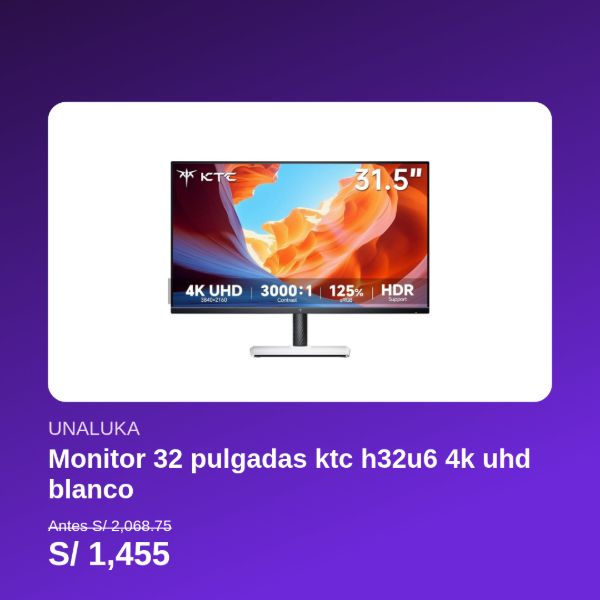 KTC
31.5"
4K UHD
3840×2160
3000:1
Contrast
125%
sRGB
HDR
Support
UNALUKA
Monitor 32 pulgadas ktc h32u6 4k uhd
blanco
Antes S/ 2,068.75
S/ 1,455